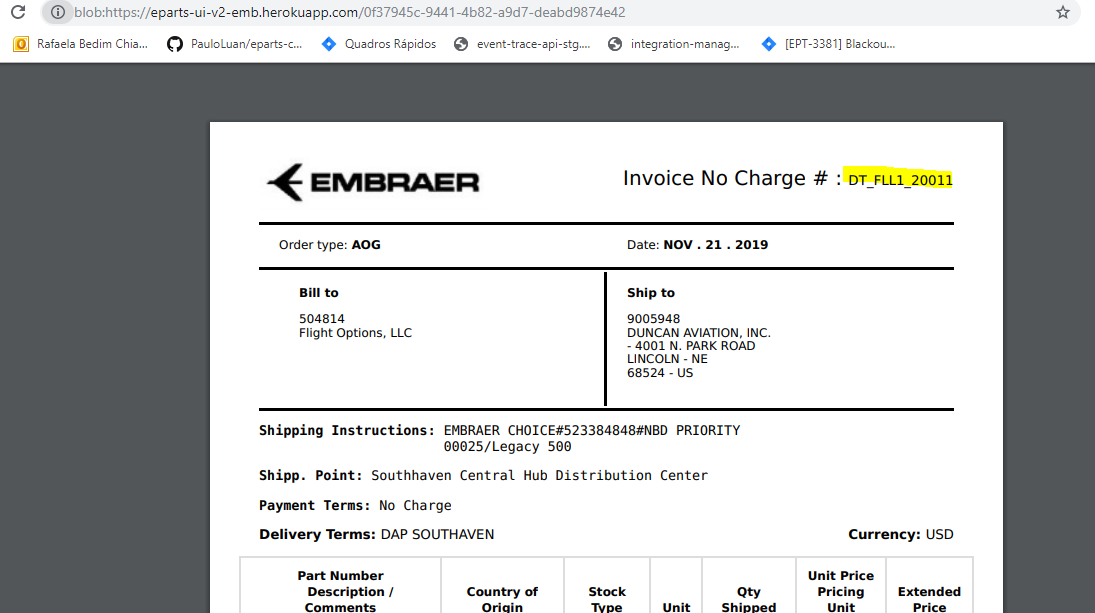 blob:https://eparts-ui-v2-emb.herokuapp.com/0f37945c-9441-4b82-a9d7-deabd9874e42
Rafaela Bedim Chia... PauloLuan/eparts-c... Quadros Rápidos event-trace-api-stg.... integration-manag... [EPT-3381] Blackou...
EMBRAER
Invoice No Charge # : DT_FLL1_20011
Order type: AOG
Date: NOV . 21 . 2019
Bill to
504814
Flight Options, LLC
Ship to
9005948
DUNCAN AVIATION, INC.
- 4001 N. PARK ROAD
LINCOLN - NE
68524 - US
Shipping Instructions: EMBRAER CHOICE#523384848#NBD PRIORITY
00025/Legacy 500
Shipp. Point: Southhaven Central Hub Distribution Center
Payment Terms: No Charge
Delivery Terms: DAP SOUTHAVEN
Currency: USD
Part Number
Description /
Comments
Country of
Origin
Stock
Type
Unit
Qty
Shipped
Unit Price
Pricing
Unit
Extended
Price